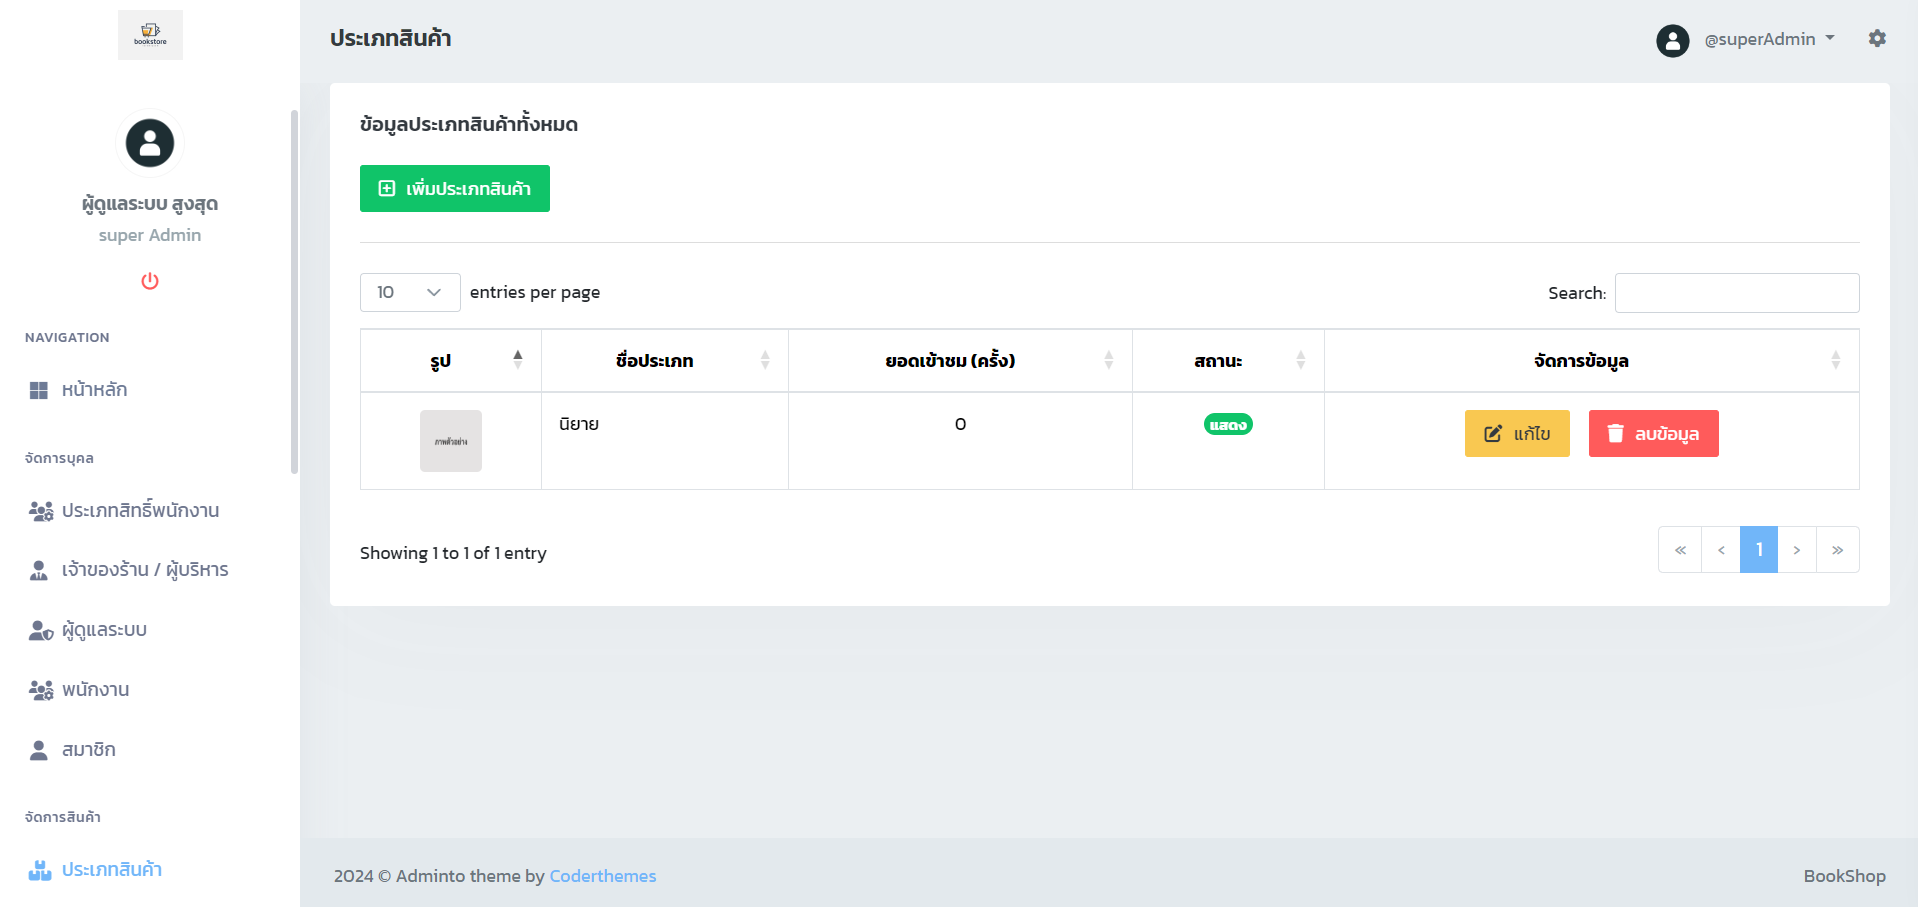 bookstore
ผู้ดูแลระบบ สูงสุด
super Admin
NAVIGATION
หน้าหลัก
จัดการบุคล
ประเภทสิทธิ์พนักงาน
เจ้าของร้าน / ผู้บริหาร
ผู้ดูแลระบบ
พนักงาน
สมาชิก
จัดการสินค้า
ประเภทสินค้า
ประเภทสินค้า
@superAdmin
ข้อมูลประเภทสินค้าทั้งหมด
เพิ่มประเภทสินค้า
10 entries per page
Search:
รูป ชื่อประเภท ยอดเข้าชม (ครั้ง) สถานะ จัดการข้อมูล
ภาพตัวอย่าง นิยาย 0 แสดง แก้ไข ลบข้อมูล
Showing 1 to 1 of 1 entry
« ‹ 1 › »
2024 © Adminto theme by Coderthemes
BookShop